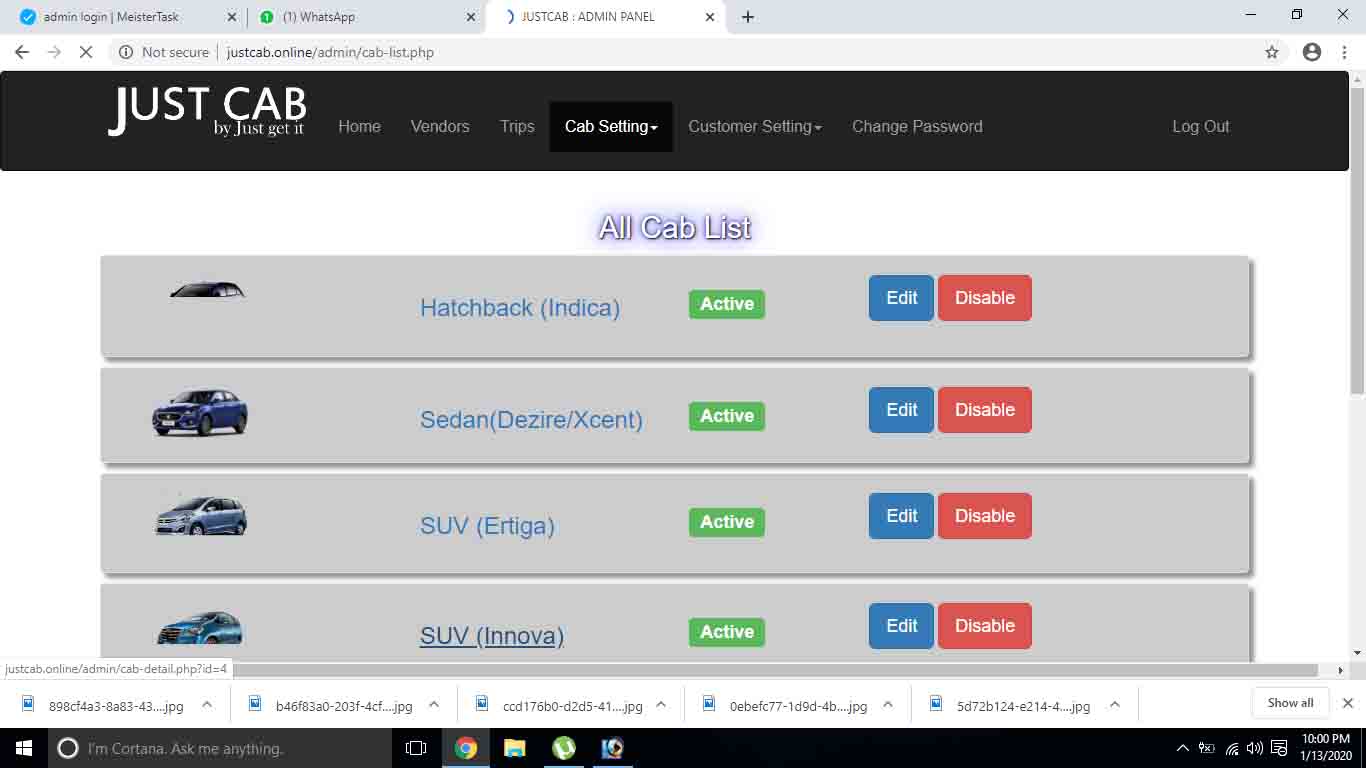 admin login | MeisterTask
(1) WhatsApp
JUSTCAB : ADMIN PANEL
Not secure
justcab.online/admin/cab-list.php
JUST CAB
by Just get it
Home
Vendors
Trips
Cab Setting
Customer Setting
Change Password
Log Out
All Cab List
Hatchback (Indica)
Active
Edit
Disable
Sedan(Dezire/Xcent)
Active
Edit
Disable
SUV (Ertiga)
Active
Edit
Disable
SUV (Innova)
Active
Edit
Disable
justcab.online/admin/cab-detail.php?id=4
898cf4a3-8a83-43....jpg
b46f83a0-203f-4cf....jpg
ccd176b0-d2d5-41....jpg
0ebefc77-1d9d-4b....jpg
5d72b124-e214-4....jpg
Show all
I'm Cortana. Ask me anything.
10:00 PM
1/13/2020